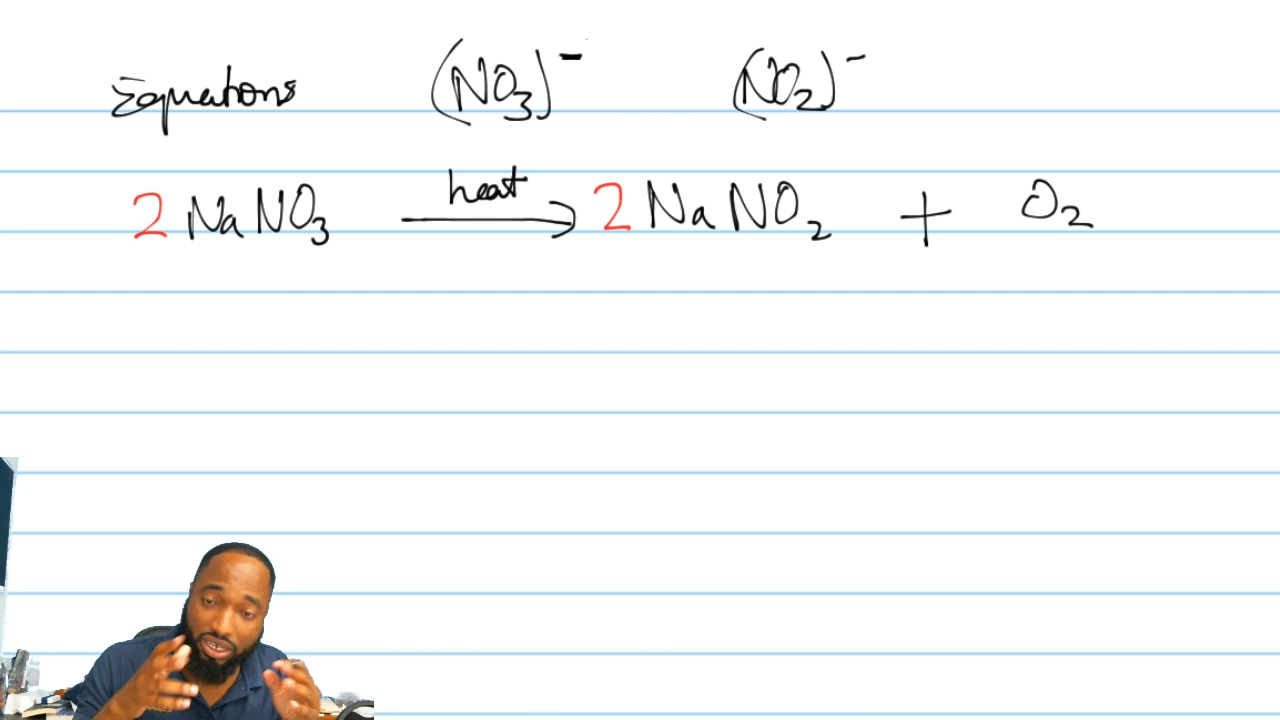 Equations (NO₃)⁻ (NO₂)⁻
heat
2 NaNO₃ → 2 NaNO₂ + O₂